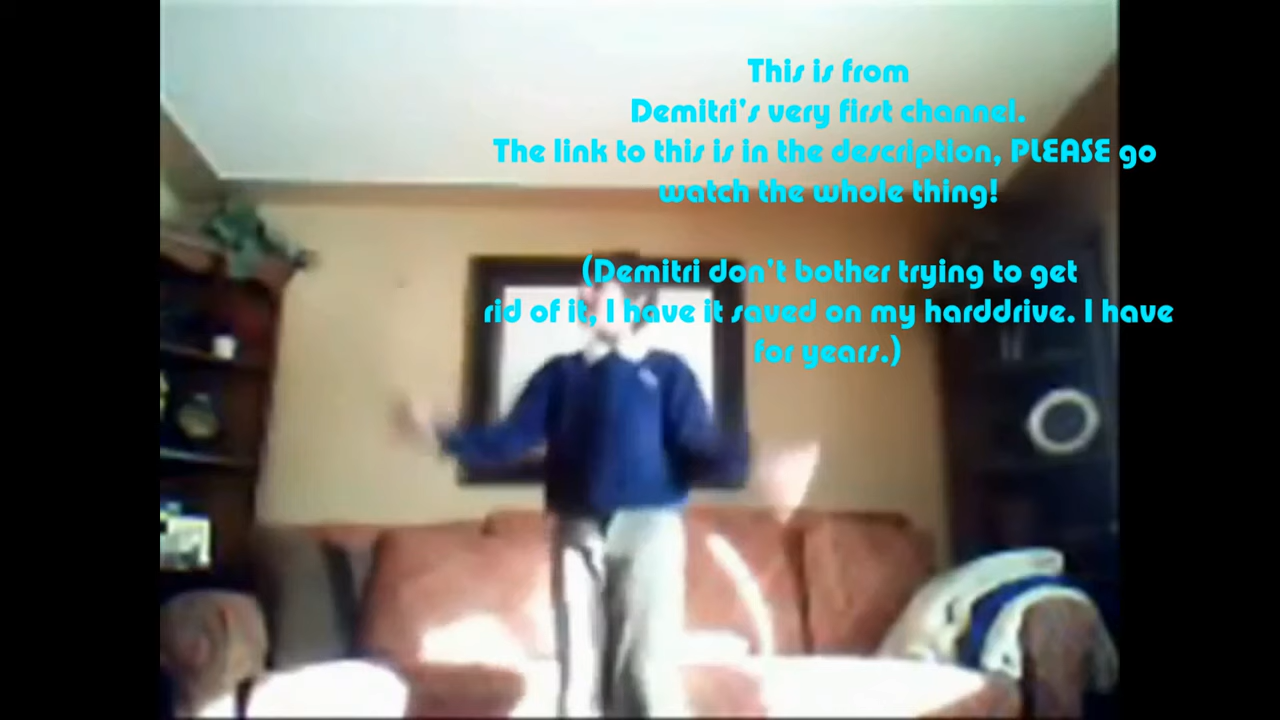 This is from
Demitri's very first channel.
The link to this is in the description, PLEASE go
watch the whole thing!
(Demitri don't bother trying to get
rid of it, I have it saved on my harddrive. I have
for years.)